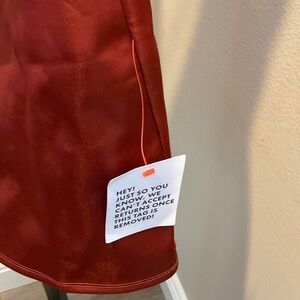 HEY!
JUST SO YOU
KNOW, WE
CAN'T ACCEPT
RETURNS ONCE
THIS TAG IS
REMOVED!